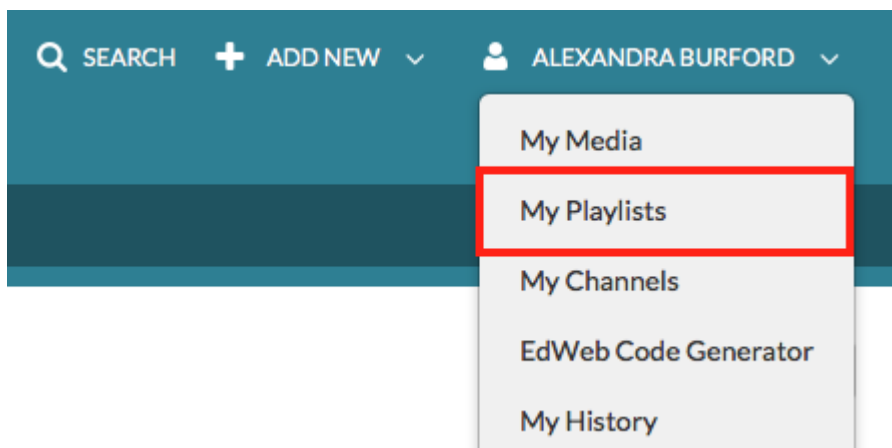 SEARCH ADD NEW ALEXANDRA BURFORD
My Media
My Playlists
My Channels
EdWeb Code Generator
My History